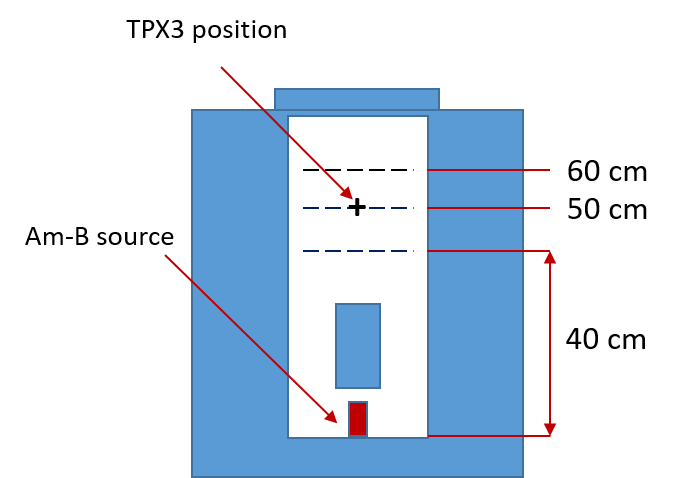 TPX3 position
60 cm
50 cm
Am-B source
40 cm